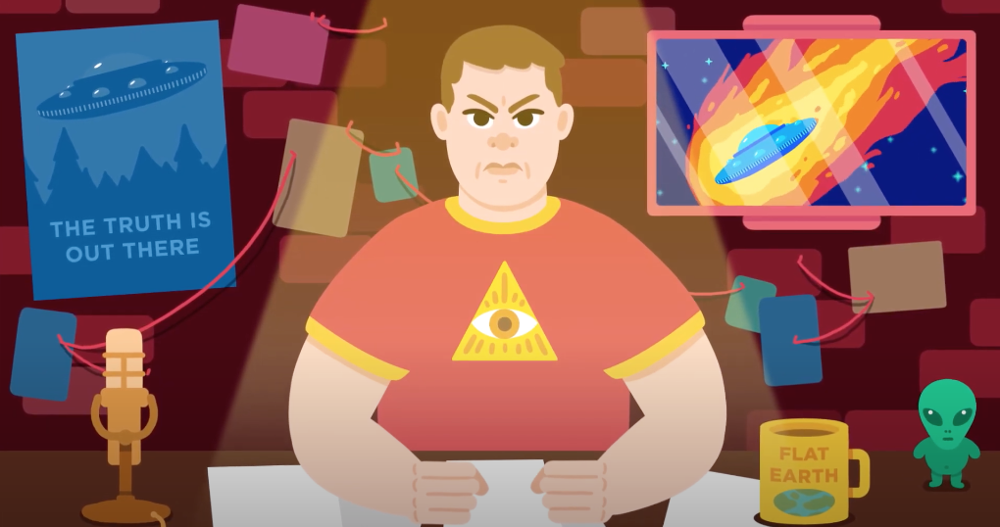 THE TRUTH IS
OUT THERE
FLAT
EARTH